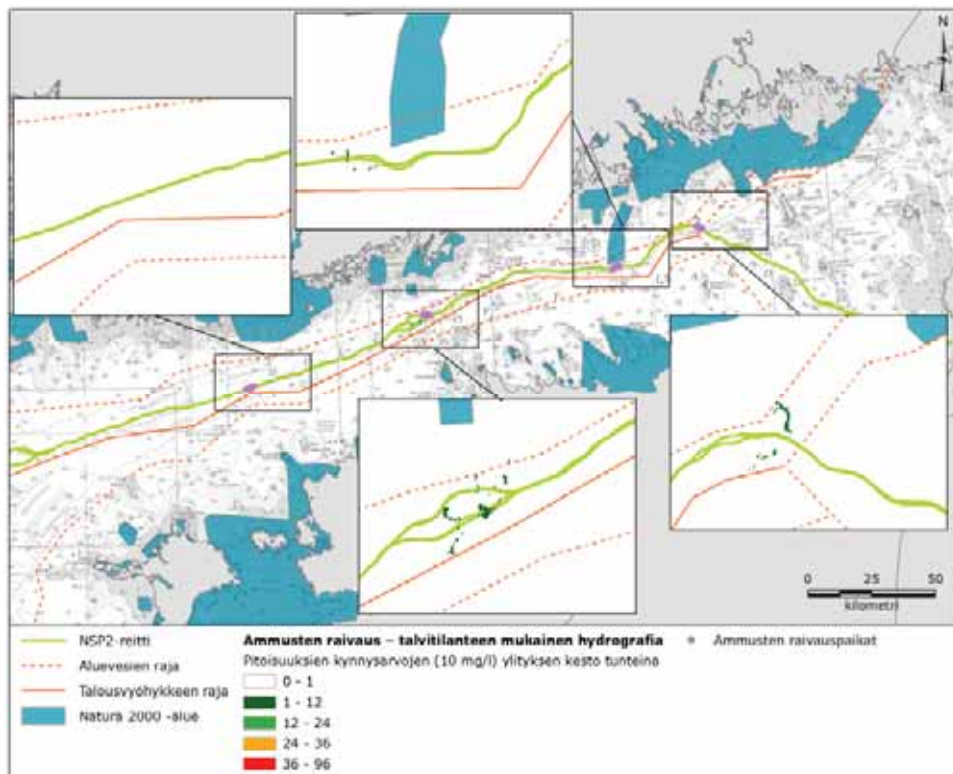 N
0 25 50
kilometri
NSP2-reitti
Aluevesien raja
Talousvyöhykkeen raja
Natura 2000 -alue
Ammusten raivaus – talvitilanteen mukainen hydrografia
Pitoisuuksien kynnysarvojen (10 mg/l) ylityksen kesto tunteina
0 - 1
1 - 12
12 - 24
24 - 36
36 - 96
Ammusten raivauspaikat